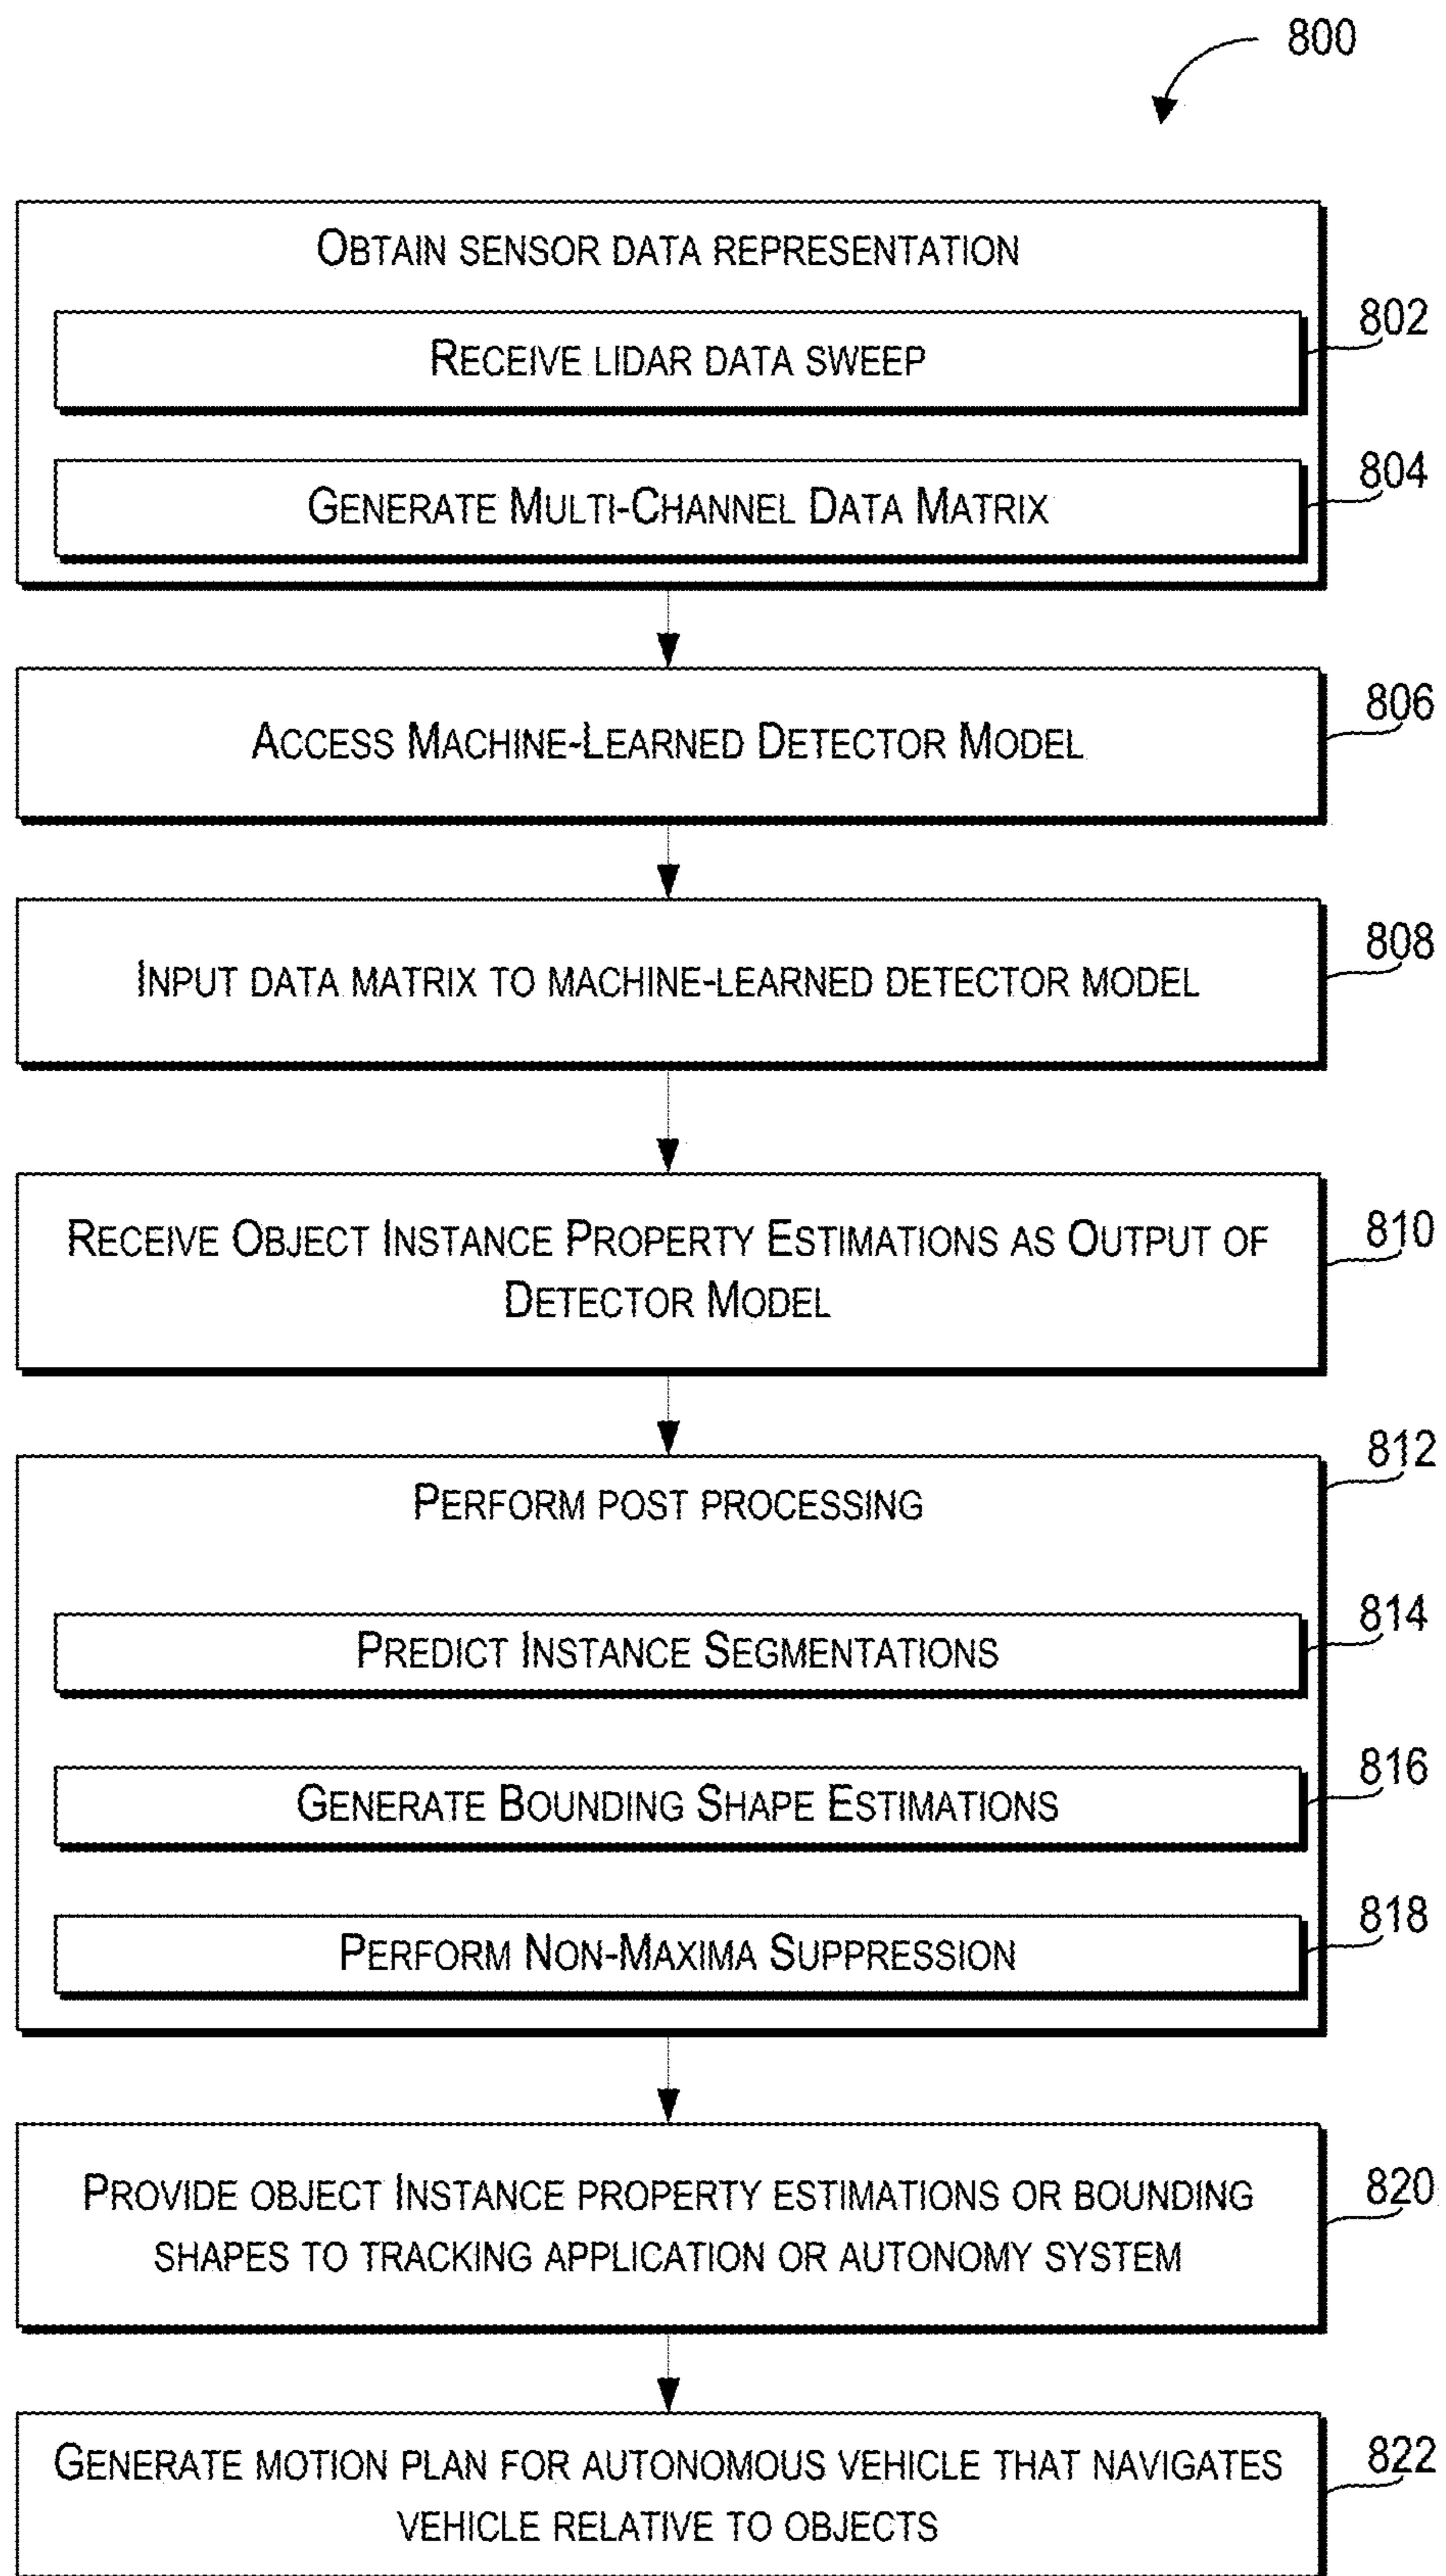 800
OBTAIN SENSOR DATA REPRESENTATION
802
RECEIVE LIDAR DATA SWEEP
804
GENERATE MULTI-CHANNEL DATA MATRIX
806
ACCESS MACHINE-LEARNED DETECTOR MODEL
808
INPUT DATA MATRIX TO MACHINE-LEARNED DETECTOR MODEL
810
RECEIVE OBJECT INSTANCE PROPERTY ESTIMATIONS AS OUTPUT OF
DETECTOR MODEL
812
PERFORM POST PROCESSING
814
PREDICT INSTANCE SEGMENTATIONS
816
GENERATE BOUNDING SHAPE ESTIMATIONS
818
PERFORM NON-MAXIMA SUPPRESSION
820
PROVIDE OBJECT INSTANCE PROPERTY ESTIMATIONS OR BOUNDING
SHAPES TO TRACKING APPLICATION OR AUTONOMY SYSTEM
822
GENERATE MOTION PLAN FOR AUTONOMOUS VEHICLE THAT NAVIGATES
VEHICLE RELATIVE TO OBJECTS